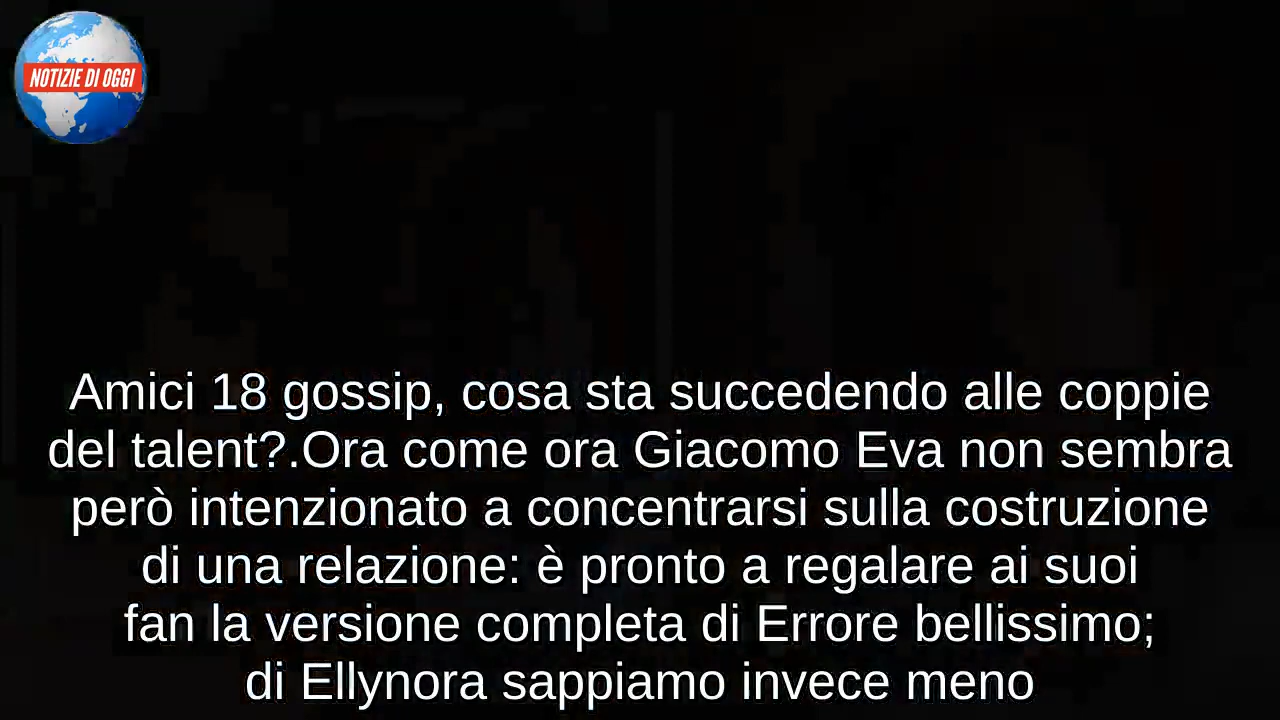 NOTIZIE DI OGGI
Amici 18 gossip, cosa sta succedendo alle coppie
del talent?.Ora come ora Giacomo Eva non sembra
però intenzionato a concentrarsi sulla costruzione
di una relazione: è pronto a regalare ai suoi
fan la versione completa di Errore bellissimo;
di Ellynora sappiamo invece meno